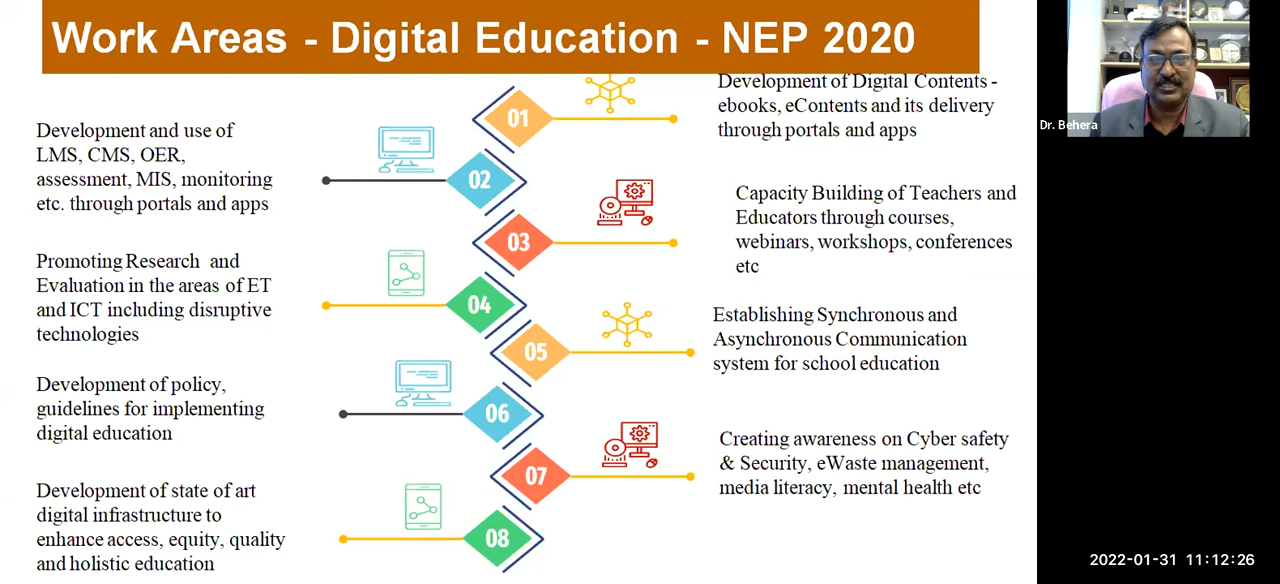 Work Areas - Digital Education - NEP 2020
01
Development of Digital Contents -
ebooks, eContents and its delivery
through portals and apps
02
Development and use of
LMS, CMS, OER,
assessment, MIS, monitoring
etc. through portals and apps
03
Capacity Building of Teachers and
Educators through courses,
webinars, workshops, conferences
etc
04
Promoting Research and
Evaluation in the areas of ET
and ICT including disruptive
technologies
05
Establishing Synchronous and
Asynchronous Communication
system for school education
06
Development of policy,
guidelines for implementing
digital education
07
Creating awareness on Cyber safety
& Security, eWaste management,
media literacy, mental health etc
08
Development of state of art
digital infrastructure to
enhance access, equity, quality
and holistic education
Dr. Behera
2022-01-31 11:12:26